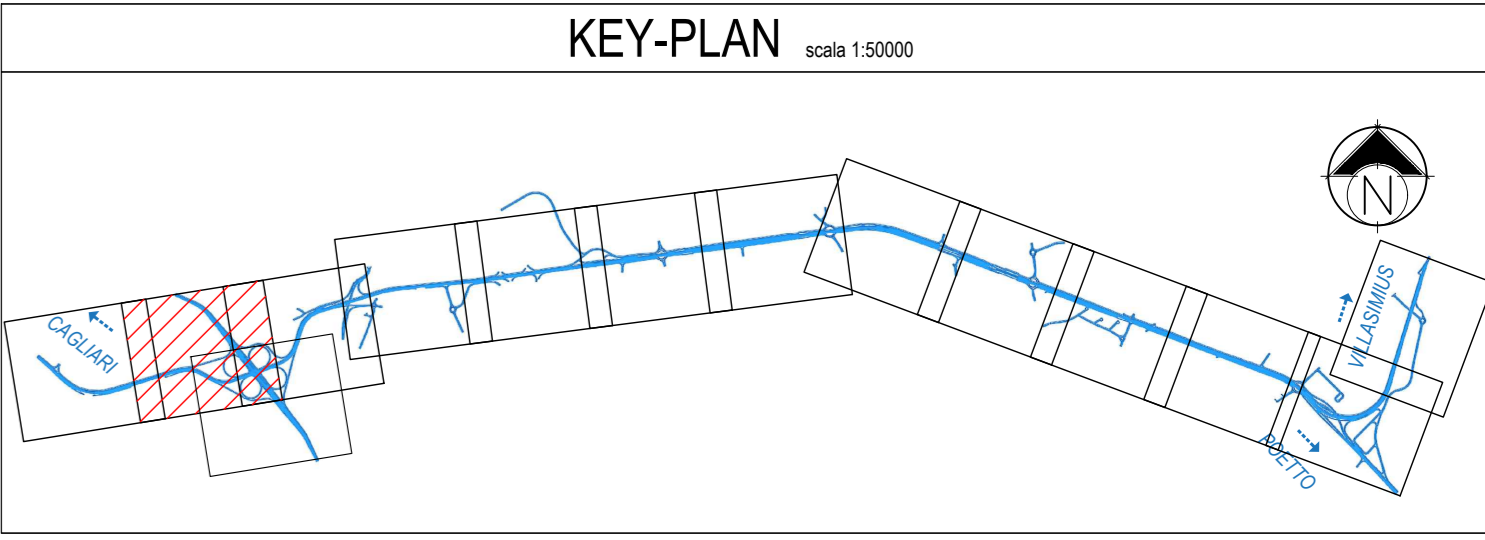 KEY-PLAN scala 1:50000
N
CAGLIARI
VILLASIMIUS
POETTO